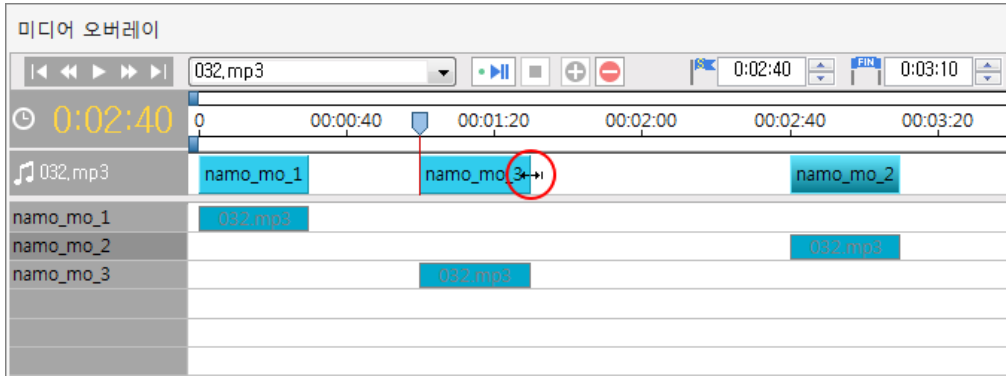 미디어 오버레이
032.mp3 S 0:02:40 FIN 0:03:10
0:02:40 0 00:00:40 00:01:20 00:02:00 00:02:40 00:03:20
032.mp3 namo_mo_1 namo_mo_3 namo_mo_2
namo_mo_1 032.mp3
namo_mo_2 032.mp3
namo_mo_3 032.mp3